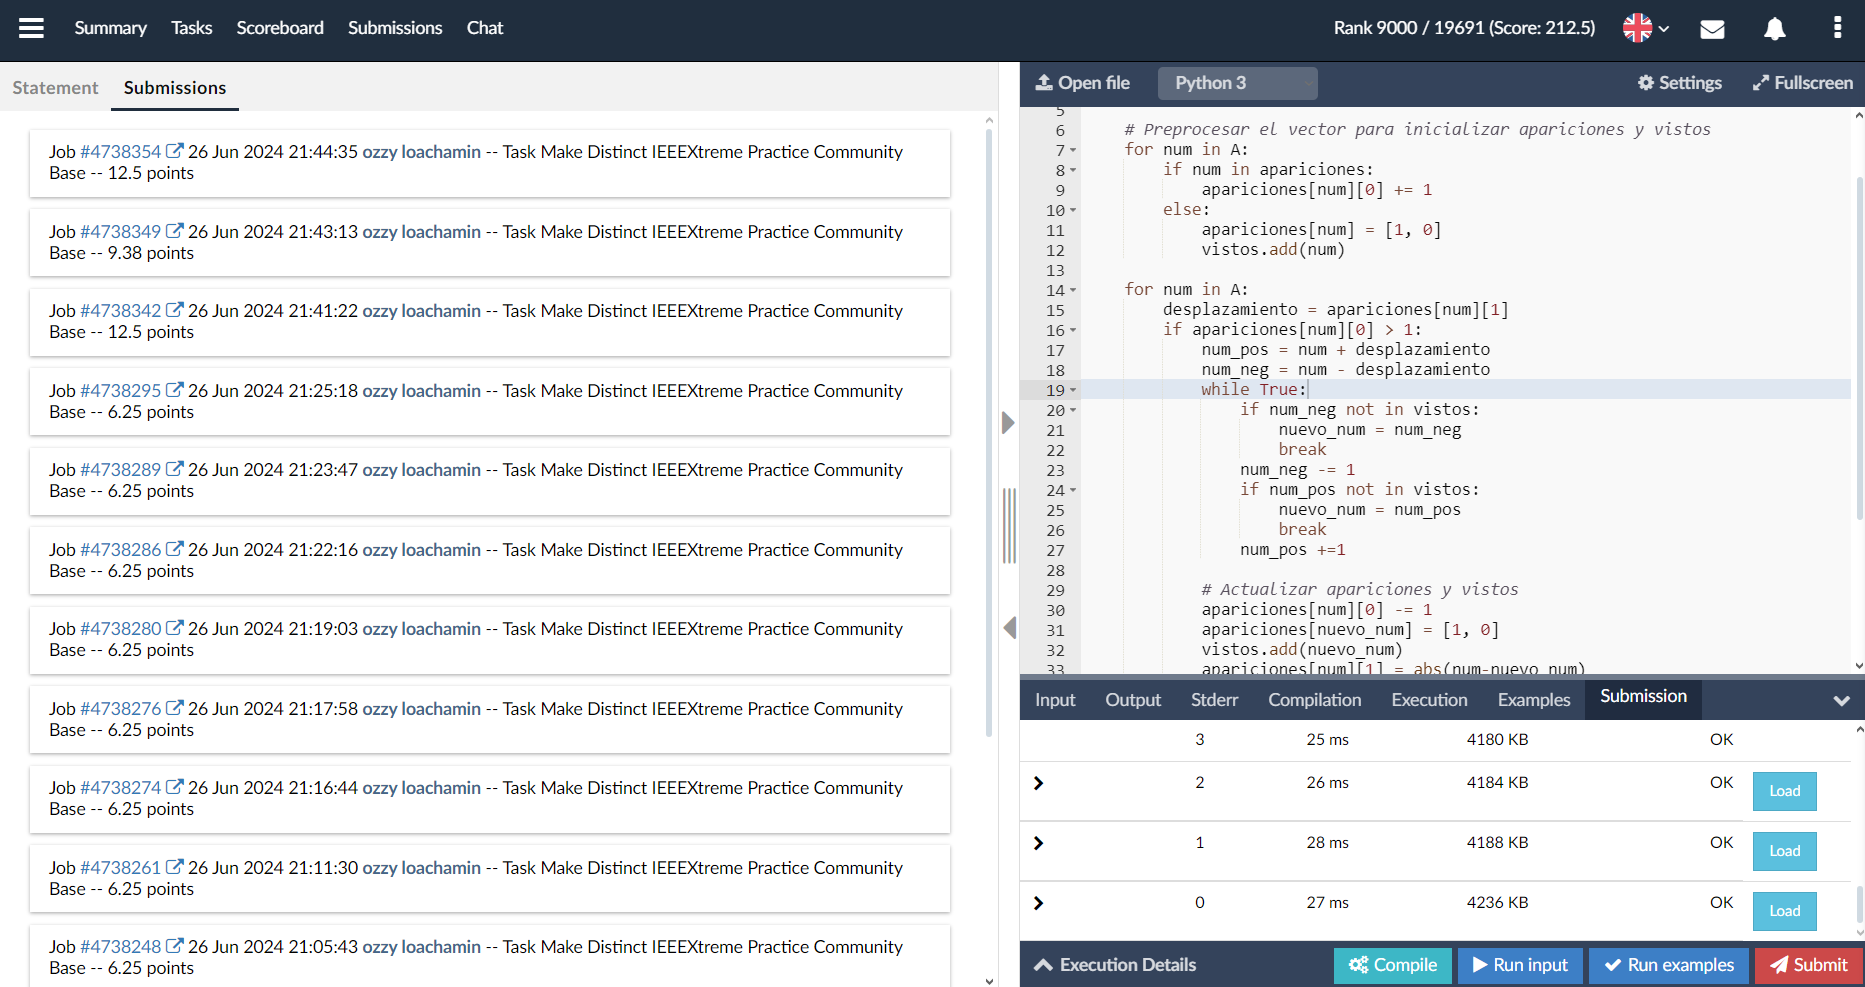 Summary Tasks Scoreboard Submissions Chat Rank 9000 / 19691 (Score: 212.5)
Statement Submissions
Job #4738354 26 Jun 2024 21:44:35 ozzy loachamin -- Task Make Distinct IEEEXtreme Practice Community
Base -- 12.5 points
Job #4738349 26 Jun 2024 21:43:13 ozzy loachamin -- Task Make Distinct IEEEXtreme Practice Community
Base -- 9.38 points
Job #4738342 26 Jun 2024 21:41:22 ozzy loachamin -- Task Make Distinct IEEEXtreme Practice Community
Base -- 12.5 points
Job #4738295 26 Jun 2024 21:25:18 ozzy loachamin -- Task Make Distinct IEEEXtreme Practice Community
Base -- 6.25 points
Job #4738289 26 Jun 2024 21:23:47 ozzy loachamin -- Task Make Distinct IEEEXtreme Practice Community
Base -- 6.25 points
Job #4738286 26 Jun 2024 21:22:16 ozzy loachamin -- Task Make Distinct IEEEXtreme Practice Community
Base -- 6.25 points
Job #4738280 26 Jun 2024 21:19:03 ozzy loachamin -- Task Make Distinct IEEEXtreme Practice Community
Base -- 6.25 points
Job #4738276 26 Jun 2024 21:17:58 ozzy loachamin -- Task Make Distinct IEEEXtreme Practice Community
Base -- 6.25 points
Job #4738274 26 Jun 2024 21:16:44 ozzy loachamin -- Task Make Distinct IEEEXtreme Practice Community
Base -- 6.25 points
Job #4738261 26 Jun 2024 21:11:30 ozzy loachamin -- Task Make Distinct IEEEXtreme Practice Community
Base -- 6.25 points
Job #4738248 26 Jun 2024 21:05:43 ozzy loachamin -- Task Make Distinct IEEEXtreme Practice Community
Base -- 6.25 points
Open file Python 3 Settings Fullscreen
5
6 # Preprocesar el vector para inicializar apariciones y vistos
7 for num in A:
8 if num in apariciones:
9 apariciones[num][0] += 1
10 else:
11 apariciones[num] = [1, 0]
12 vistos.add(num)
13
14 for num in A:
15 desplazamiento = apariciones[num][1]
16 if apariciones[num][0] > 1:
17 num_pos = num + desplazamiento
18 num_neg = num - desplazamiento
19 while True:
20 if num_neg not in vistos:
21 nuevo_num = num_neg
22 break
23 num_neg -= 1
24 if num_pos not in vistos:
25 nuevo_num = num_pos
26 break
27 num_pos +=1
28
29 # Actualizar apariciones y vistos
30 apariciones[num][0] -= 1
31 apariciones[nuevo_num] = [1, 0]
32 vistos.add(nuevo_num)
33 apariciones[num][1] = abs(num-nuevo_num)
Input Output Stderr Compilation Execution Examples Submission
3 25 ms 4180 KB OK
2 26 ms 4184 KB OK Load
1 28 ms 4188 KB OK Load
0 27 ms 4236 KB OK Load
Execution Details Compile Run input Run examples Submit